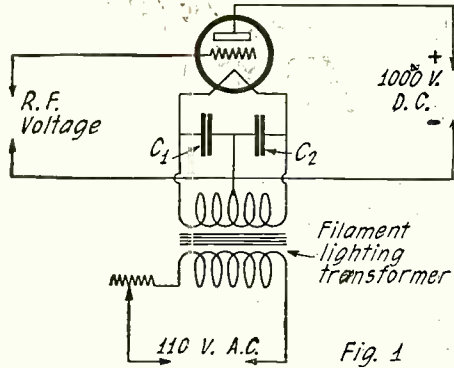 +
1000 V.
D. C.
-
R. F.
Voltage
C1
C2
Filament
lighting
transformer
110 V. A.C.
Fig. 1